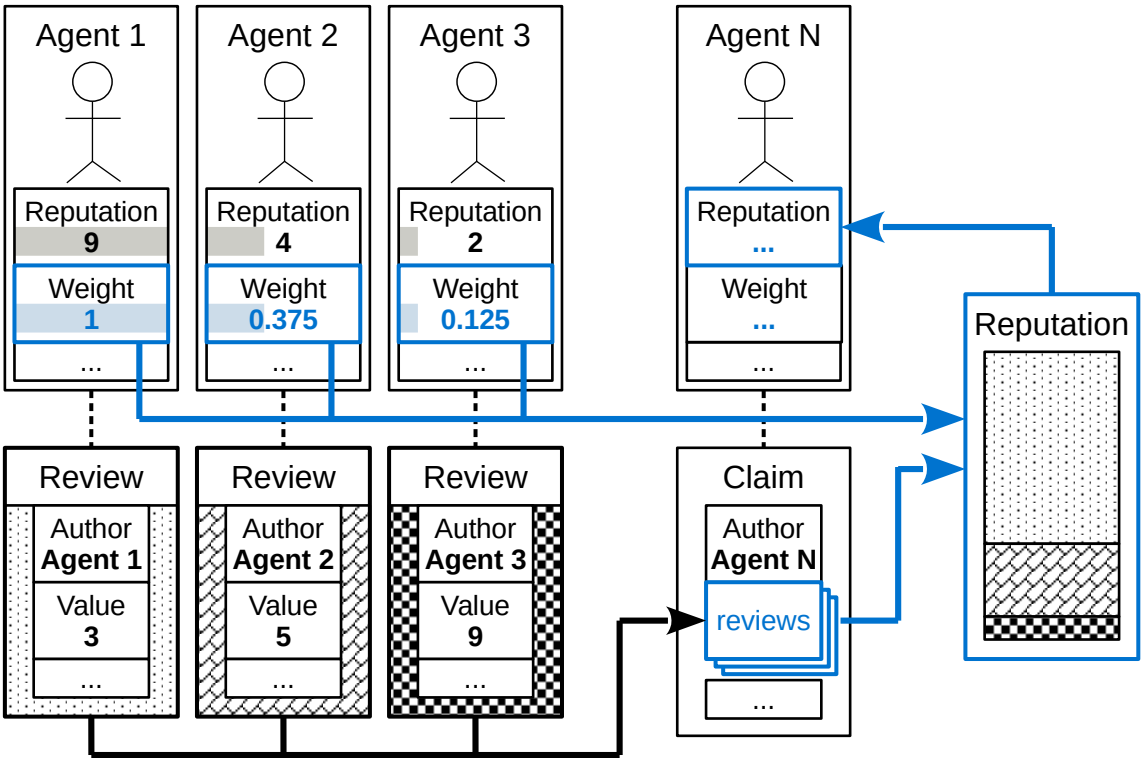 Agent 1
Reputation
9
Weight
1
...
Agent 2
Reputation
4
Weight
0.375
...
Agent 3
Reputation
2
Weight
0.125
...
Agent N
Reputation
...
Weight
...
...
Reputation
Review
Author
Agent 1
Value
3
...
Review
Author
Agent 2
Value
5
...
Review
Author
Agent 3
Value
9
...
Claim
Author
Agent N
reviews
...